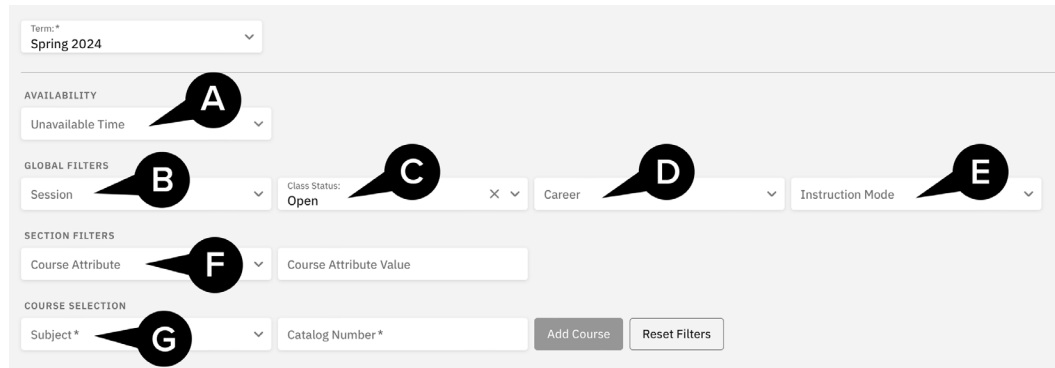 Term:*
Spring 2024
AVAILABILITY
A
Unavailable Time
GLOBAL FILTERS
B
C
D
E
Session
Class Status:
Open
Career
Instruction Mode
SECTION FILTERS
Course Attribute
F
Course Attribute Value
COURSE SELECTION
Subject*
G
Catalog Number*
Add Course
Reset Filters